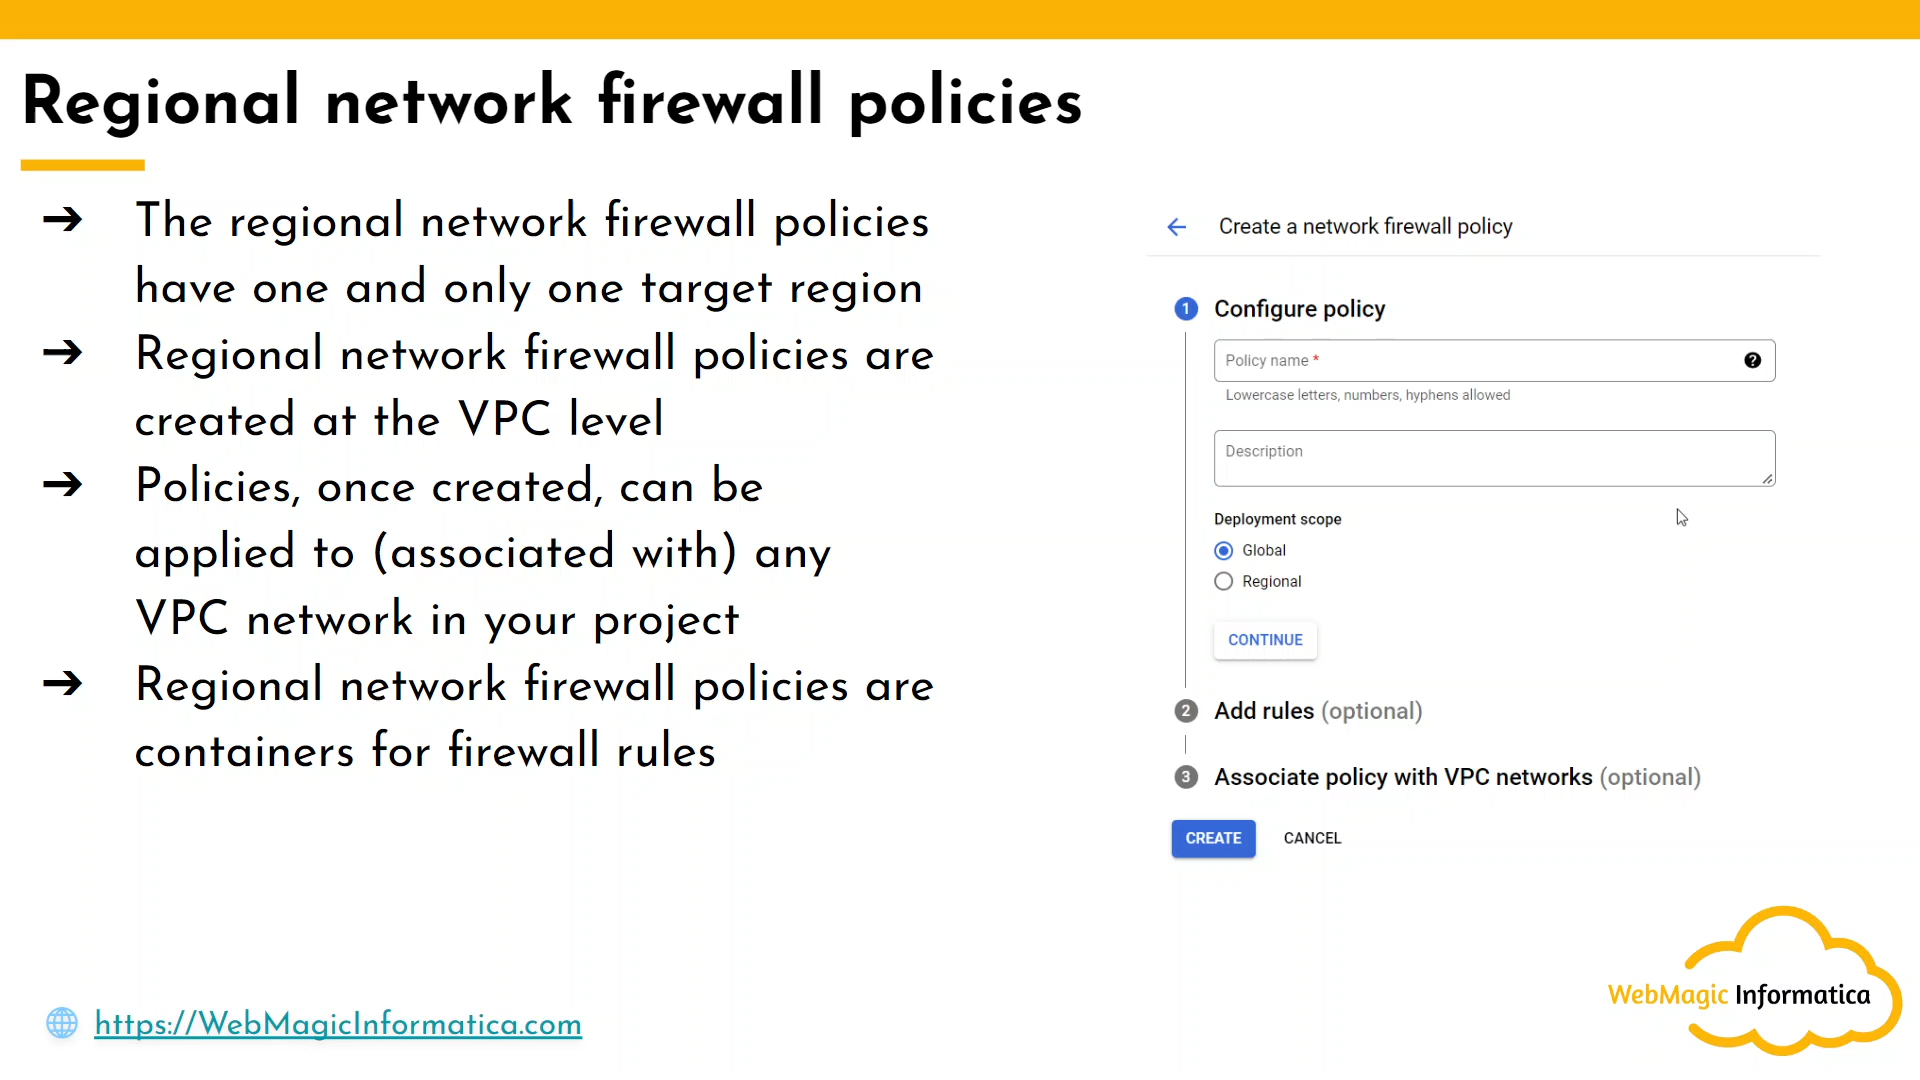 Regional network firewall policies
➔ The regional network firewall policies
have one and only one target region
➔ Regional network firewall policies are
created at the VPC level
➔ Policies, once created, can be
applied to (associated with) any
VPC network in your project
➔ Regional network firewall policies are
containers for firewall rules
https://WebMagicInformatica.com
Create a network firewall policy
1 Configure policy
Policy name *
?
Lowercase letters, numbers, hyphens allowed
Description
Deployment scope
Global
Regional
CONTINUE
2 Add rules (optional)
3 Associate policy with VPC networks (optional)
CREATE CANCEL
WebMagic Informatica